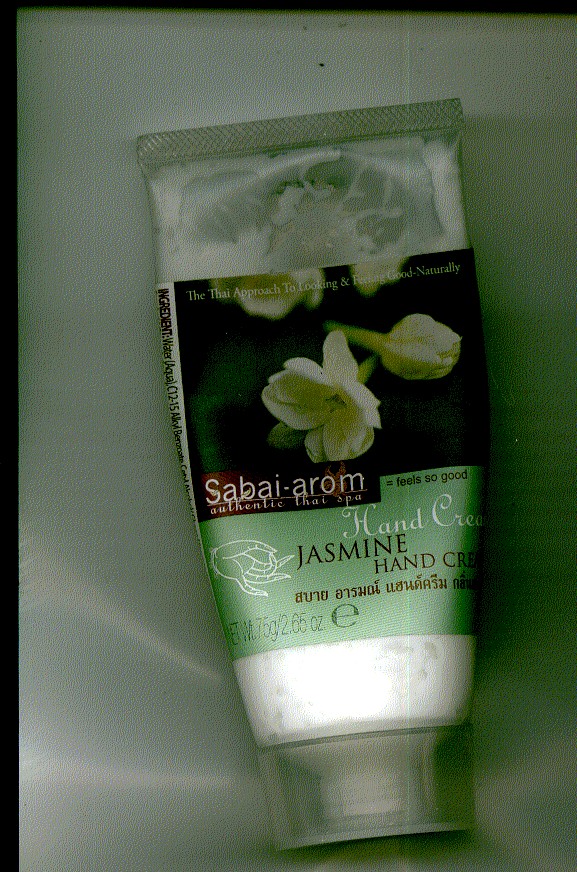 The Thai Approach To Looking & Feeling Good-Naturally
INGREDIENT: Water (Aqua), C12-15 Alkyl Benzoate,
Sabai-arom
= feels so good
authentic thai spa
Hand Crea
JASMINE
HAND CRE
สบาย อารมณ์ แฮนด์ครีม
ET Wt. 75g/2.65 oz e